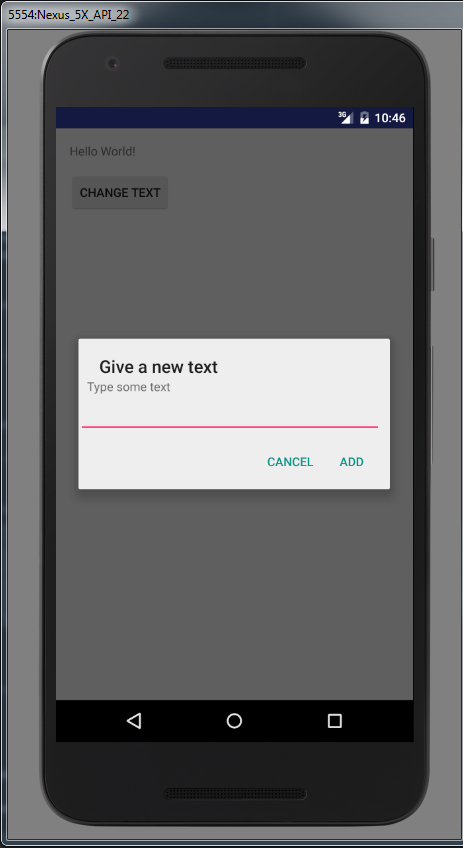 5554:Nexus_5X_API_22
3G 10:46
Hello World!
CHANGE TEXT
Give a new text
Type some text
CANCEL ADD